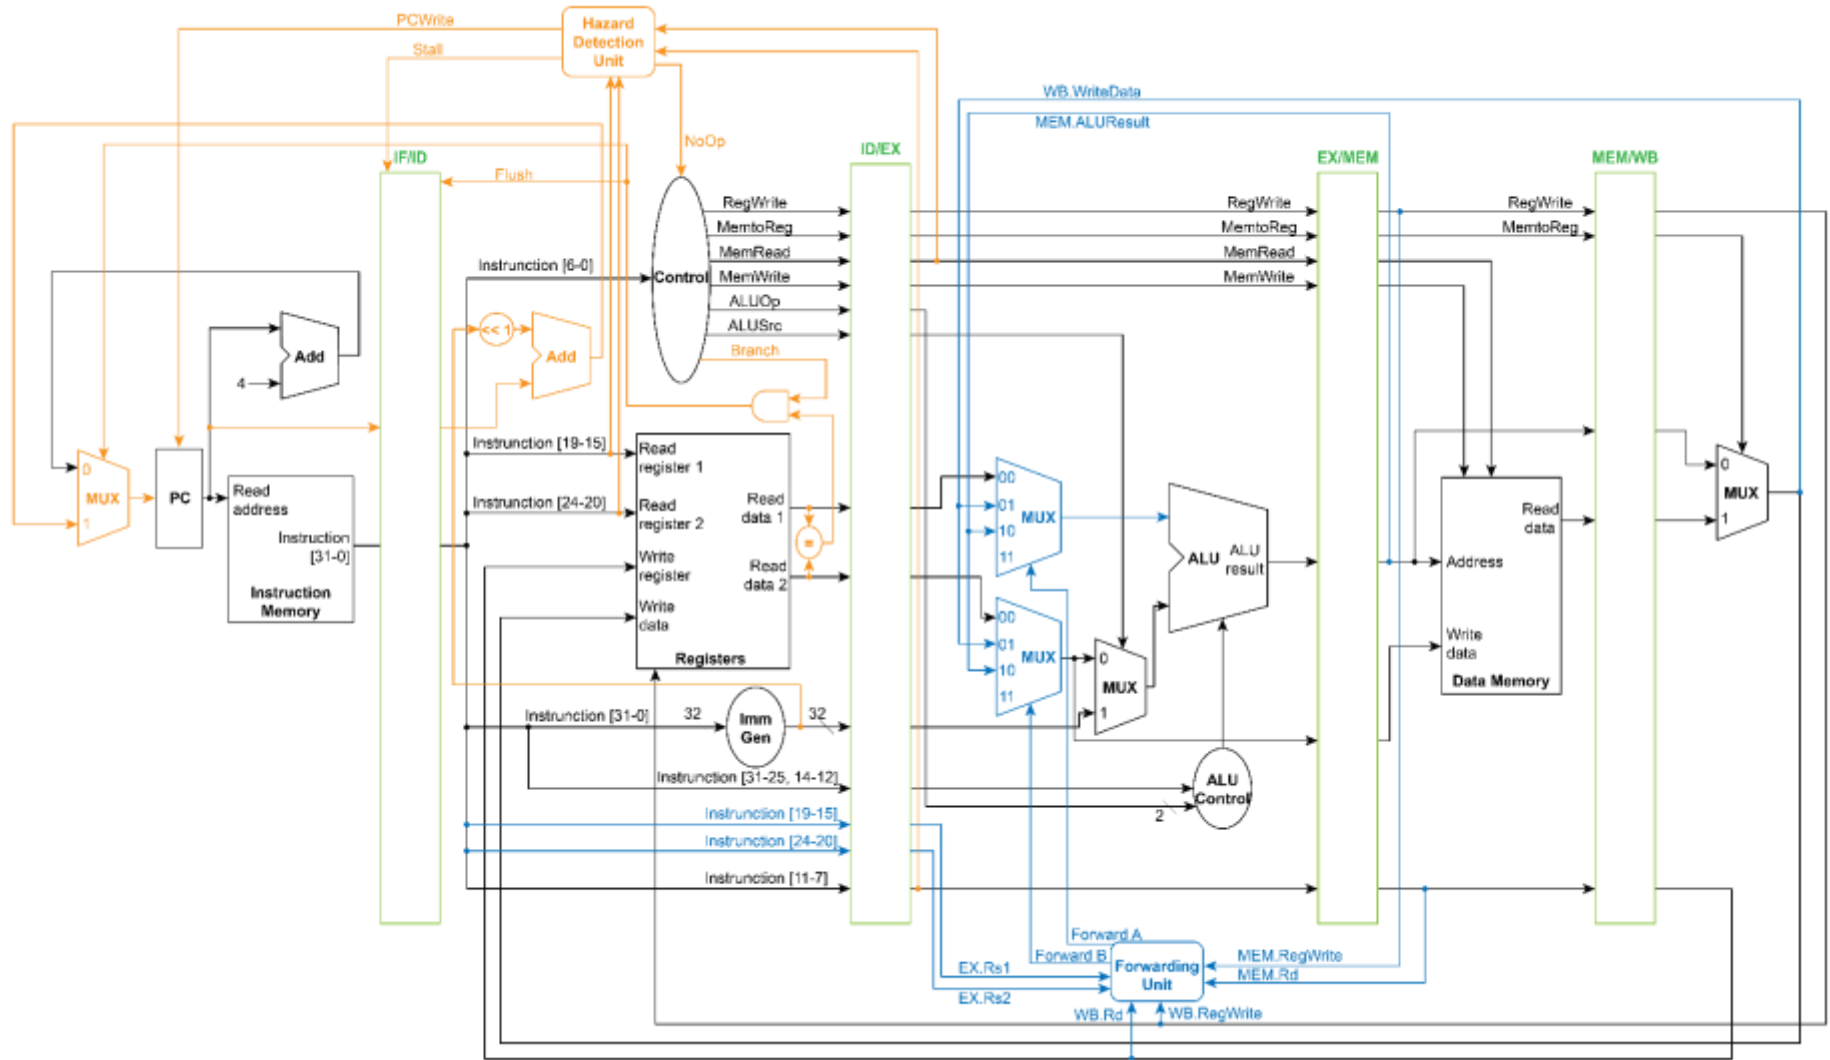 PCWrite
Hazard
Detection
Unit
Stall
WB.WriteData
MEM.ALUResult
NoOp
IF/ID
ID/EX
EX/MEM
MEM/WB
Flush
RegWrite
RegWrite
RegWrite
MemtoReg
MemtoReg
MemtoReg
MemRead
MemRead
MemWrite
MemWrite
Instrunction [6-0]
Control
ALUOp
ALUSrc
Branch
<< 1
Add
Add
4
0
MUX
1
PC
Read
address
Instruction
[31-0]
Instruction
Memory
Instrunction [19-15]
Instrunction [24-20]
Read
register 1
Read
register 2
Write
register
Write
data
Read
data 1
Read
data 2
Registers
=
00
01
MUX
10
11
00
01
MUX
10
11
0
MUX
1
ALU
ALU
result
Address
Read
data
Write
data
Data Memory
0
MUX
1
Instrunction [31-0]
32
Imm
Gen
32
Instrunction [31-25, 14-12]
2
ALU
Control
Instrunction [19-15]
Instrunction [24-20]
Instrunction [11-7]
Forward A
Forward B
EX.Rs1
EX.Rs2
Forwarding
Unit
MEM.RegWrite
MEM.Rd
WB.Rd
WB.RegWrite